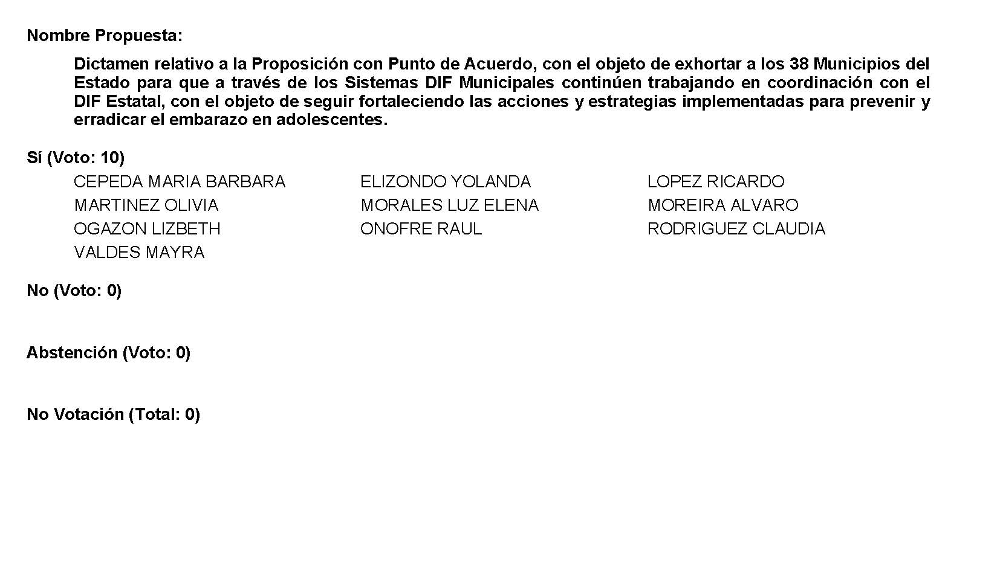 Nombre Propuesta:
Dictamen relativo a la Proposición con Punto de Acuerdo, con el objeto de exhortar a los 38 Municipios del
Estado para que a través de los Sistemas DIF Municipales continúen trabajando en coordinación con el
DIF Estatal, con el objeto de seguir fortaleciendo las acciones y estrategias implementadas para prevenir y
erradicar el embarazo en adolescentes.
Sí (Voto: 10)
CEPEDA MARIA BARBARA ELIZONDO YOLANDA LOPEZ RICARDO
MARTINEZ OLIVIA MORALES LUZ ELENA MOREIRA ALVARO
OGAZON LIZBETH ONOFRE RAUL RODRIGUEZ CLAUDIA
VALDES MAYRA
No (Voto: 0)
Abstención (Voto: 0)
No Votación (Total: 0)